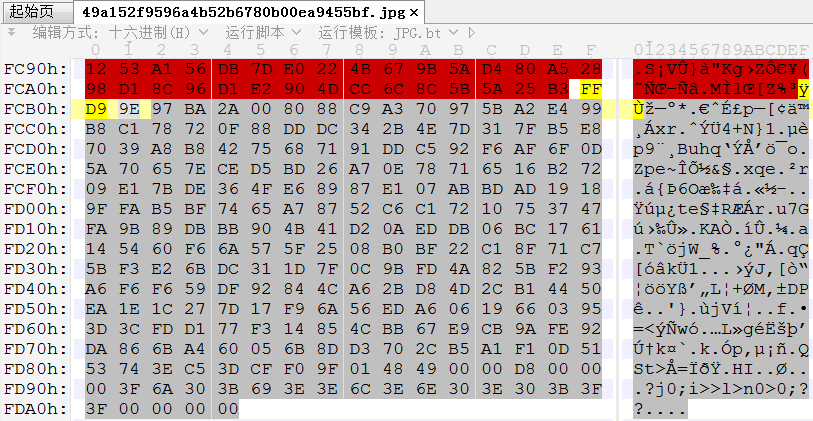 起始页 49a152f9596a4b52b6780b00ea9455bf.jpg ×
编辑方式: 十六进制(H) 运行脚本 运行模板: JPG.bt
0 1 2 3 4 5 6 7 8 9 A B C D E F 0123456789ABCDEF
FC90h: 12 53 A1 56 DB 7D E0 22 4B 67 9B 5A D4 80 A5 28 .S¡VÛ}à"Kg›ZÔ€¥(
FCA0h: 98 D1 8C 96 D1 E2 90 4D CC 6C 8C 5B 5A 25 B3 FF ˜ÑŒ–Ñâ.MÌlŒ[Z%³ÿ
FCB0h: D9 9E 97 BA 2A 00 80 88 C9 A3 70 97 5B A2 E4 99 Ùž—º*.€ˆÉ£p—[¢ä™
FCC0h: B8 C1 78 72 0F 88 DD DC 34 2B 4E 7D 31 7F B5 E8 ¸Áxr.ˆÝÜ4+N}1.µè
FCD0h: 70 39 A8 B8 42 75 68 71 91 DD C5 92 F6 AF 6F 0D p9¨¸Buhq‘ÝÅ’ö¯o.
FCE0h: 5A 70 65 7E CE D5 BD 26 A7 0E 78 71 65 16 B2 72 Zpe~ÎÕ½&§.xqe.²r
FCF0h: 09 E1 7B DE 36 4F E6 89 87 E1 07 AB BD AD 19 18 .á{Þ6Oæ‰‡á.«½-..
FD00h: 9F FA B5 BF 74 65 A7 87 52 C6 C1 72 10 75 37 47 Ÿúµ¿te§‡RÆÁr.u7G
FD10h: FA 9B 89 DB BB 90 4B 41 D2 0A ED DB 06 BC 17 61 ú›‰Û».KAÒ.íÛ.¼.a
FD20h: 14 54 60 F6 6A 57 5F 25 08 B0 BF 22 C1 8F 71 C7 .T`öjW_%.°¿"Á.qÇ
FD30h: 5B F3 E2 6B DC 31 1D 7F 0C 9B FD 4A 82 5B F2 93 [óâkÜ1...›ýJ‚[ò“
FD40h: A6 F6 F6 59 DF 92 84 4C A6 2B D8 4D 2C B1 44 50 ¦ööYß’„L¦+ØM,±DP
FD50h: EA 1E 1C 27 7D 17 F9 6A 56 ED A6 06 19 66 03 95 ê..'}.ùjVí¦..f.•
FD60h: 3D 3C FD D1 77 F3 14 85 4C BB 67 E9 CB 9A FE 92 =<ýÑwó.…L»géËšþ’
FD70h: DA 86 6B A4 60 05 6B 8D D3 70 2C B5 A1 F1 0D 51 Ú†k¤`.k.Óp,µ¡ñ.Q
FD80h: 53 74 3E C5 3D CF F0 9F 01 48 49 00 00 D8 00 00 St>Å=ÏðŸ.HI..Ø..
FD90h: 00 3F 6A 30 3B 69 3E 3E 6C 3E 6E 30 3E 30 3B 3F .?j0;i>>l>n0>0;?
FDA0h: 3F 00 00 00 00 ?....